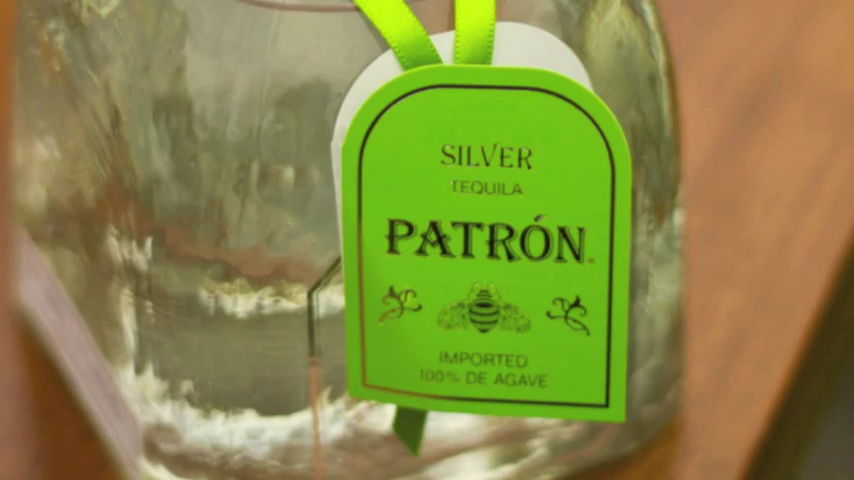 SILVER
TEQUILA
PATRÓN
IMPORTED
100% DE AGAVE